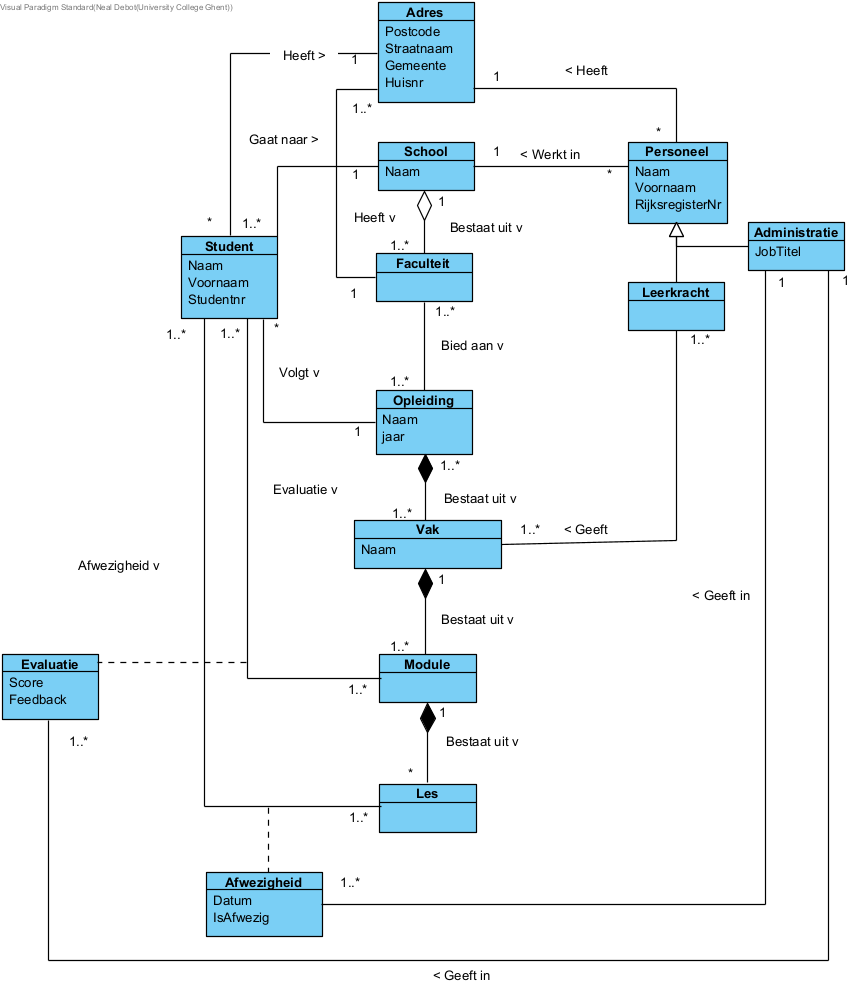 Visual Paradigm Standard(Neal Debot(University College Ghent))
Adres
Postcode
Straatnaam
Gemeente
Huisnr
Heeft >
1
1
< Heeft
1..*
*
Gaat naar >
School
Naam
1
1
< Werkt in
*
Personeel
Naam
Voornaam
RijksregisterNr
*
1..*
Heeft v
1
Bestaat uit v
1..*
Student
Naam
Voornaam
Studentnr
Faculteit
1
1..*
Administratie
JobTitel
1
1
Leerkracht
1..*
1..*
1..*
*
Bied aan v
Volgt v
1..*
Opleiding
Naam
jaar
1
1..*
Evaluatie v
Bestaat uit v
1..*
Vak
Naam
1..*
< Geeft
1
Afwezigheid v
< Geeft in
Bestaat uit v
1..*
Module
Evaluatie
Score
Feedback
1..*
1
1..*
Bestaat uit v
*
Les
1..*
Afwezigheid
Datum
IsAfwezig
1..*
< Geeft in